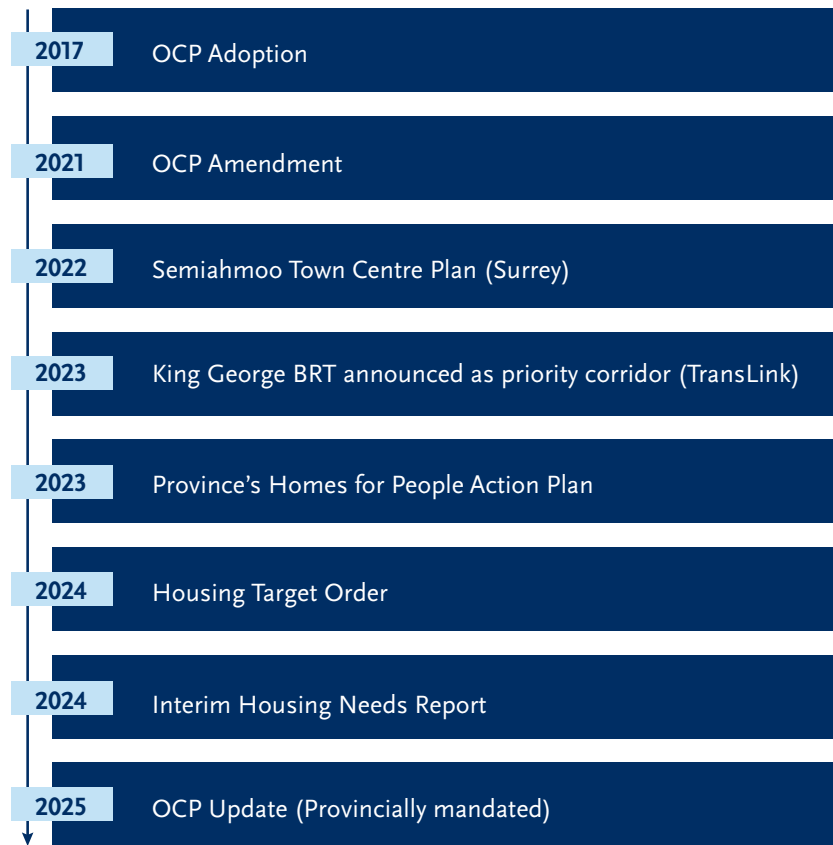 2017
OCP Adoption
2021
OCP Amendment
2022
Semiahmoo Town Centre Plan (Surrey)
2023
King George BRT announced as priority corridor (TransLink)
2023
Province’s Homes for People Action Plan
2024
Housing Target Order
2024
Interim Housing Needs Report
2025
OCP Update (Provincially mandated)